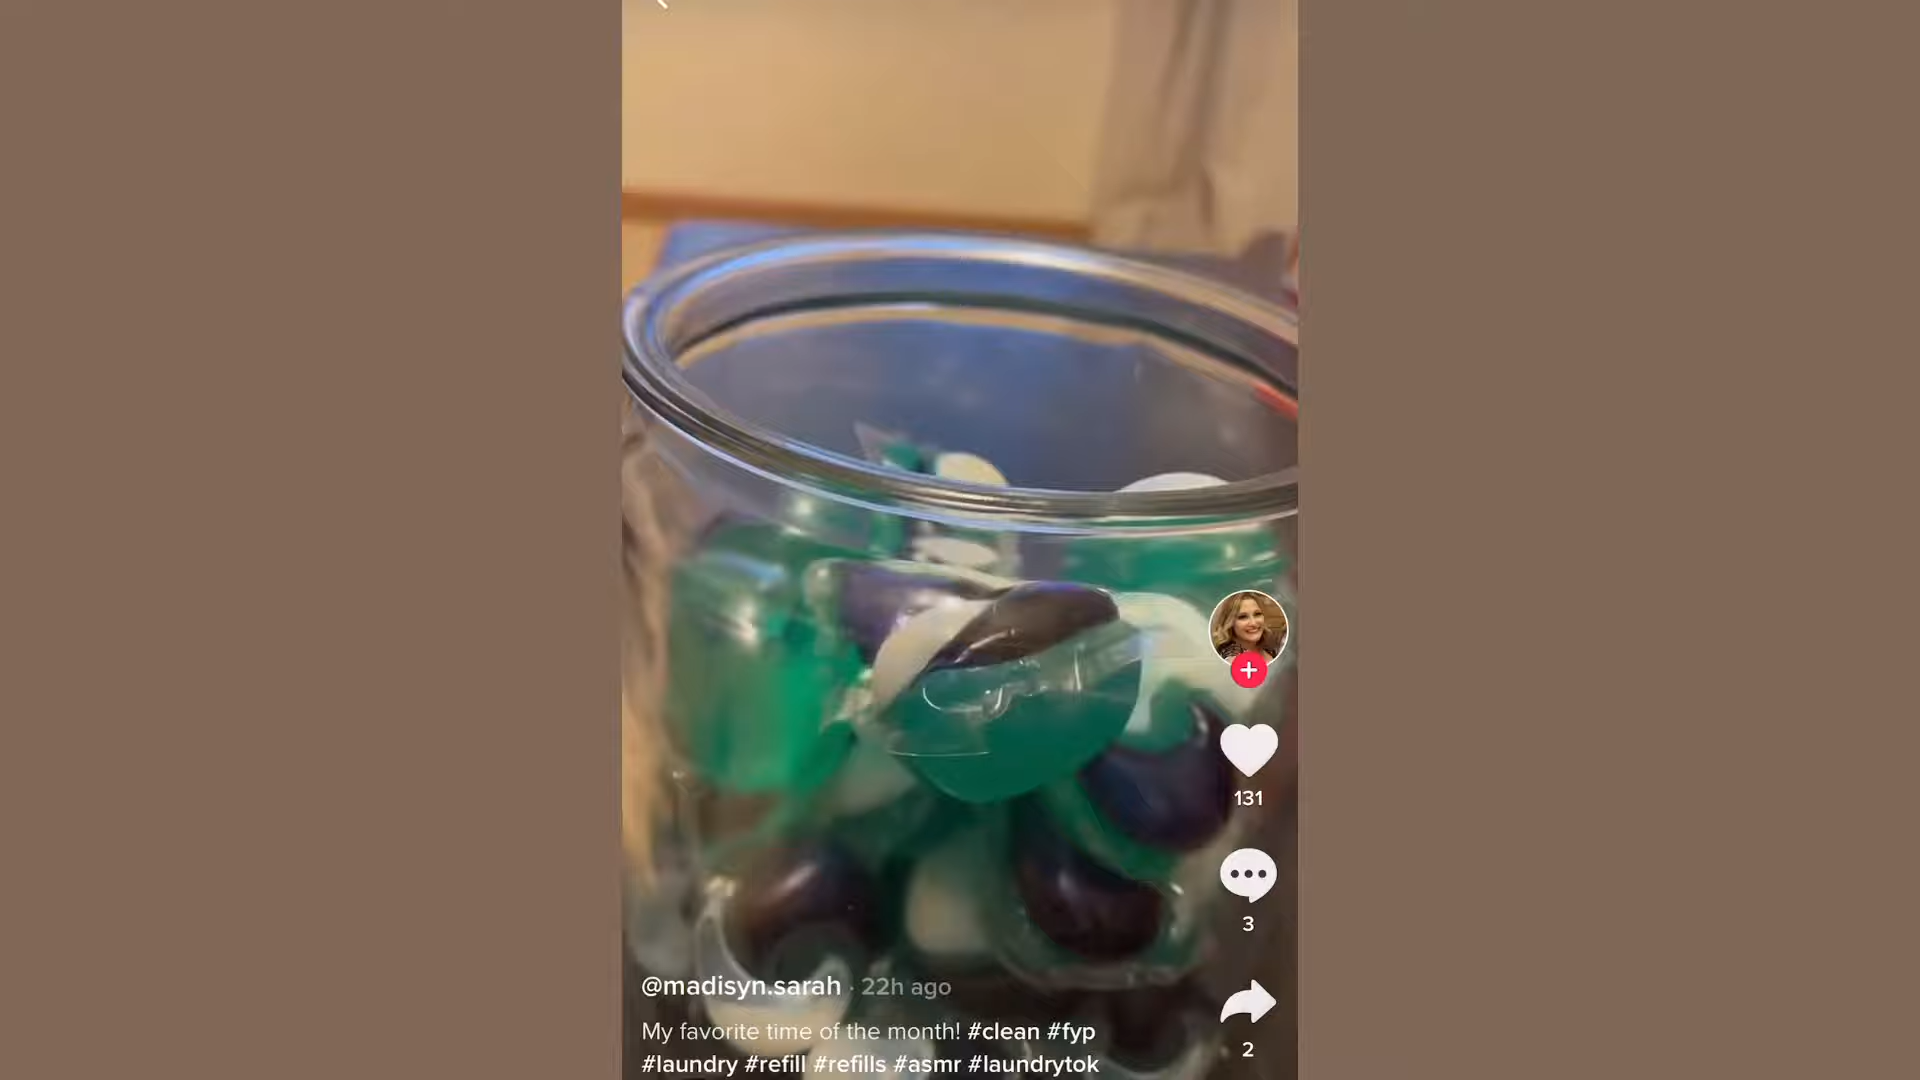 131
3
@madisyn.sarah · 22h ago
My favorite time of the month! #clean #fyp
#laundry #refill #refills #asmr #laundrytok
2